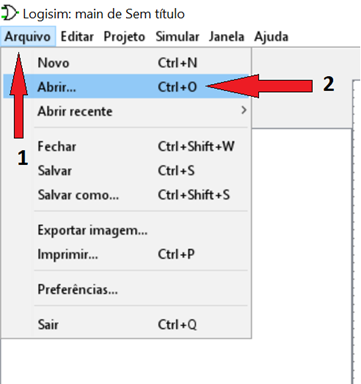 Logisim: main de Sem título
Arquivo Editar Projeto Simular Janela Ajuda
Novo Ctrl+N
Abrir... Ctrl+O 2
Abrir recente >
1 Fechar Ctrl+Shift+W
Salvar Ctrl+S
Salvar como... Ctrl+Shift+S
Exportar imagem...
Imprimir... Ctrl+P
Preferências...
Sair Ctrl+Q